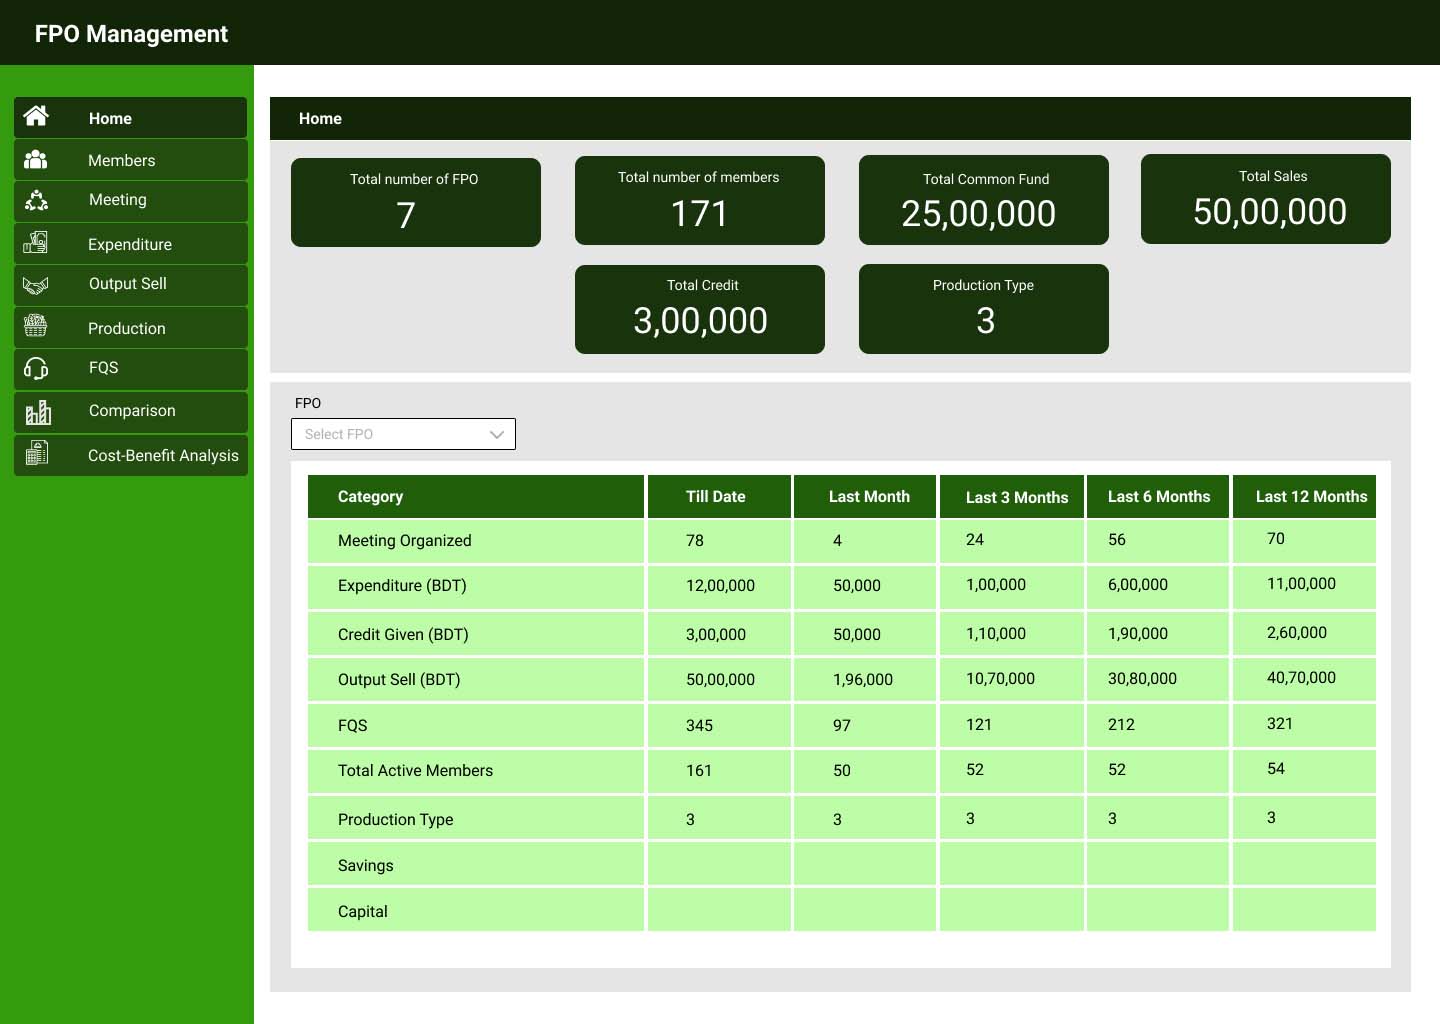 FPO Management
Home
Members
Meeting
Expenditure
Output Sell
Production
FQS
Comparison
Cost-Benefit Analysis
Home
Total number of FPO
7
Total number of members
171
Total Common Fund
25,00,000
Total Sales
50,00,000
Total Credit
3,00,000
Production Type
3
FPO
Select FPO
Category Till Date Last Month Last 3 Months Last 6 Months Last 12 Months
Meeting Organized 78 4 24 56 70
Expenditure (BDT) 12,00,000 50,000 1,00,000 6,00,000 11,00,000
Credit Given (BDT) 3,00,000 50,000 1,10,000 1,90,000 2,60,000
Output Sell (BDT) 50,00,000 1,96,000 10,70,000 30,80,000 40,70,000
FQS 345 97 121 212 321
Total Active Members 161 50 52 52 54
Production Type 3 3 3 3 3
Savings
Capital